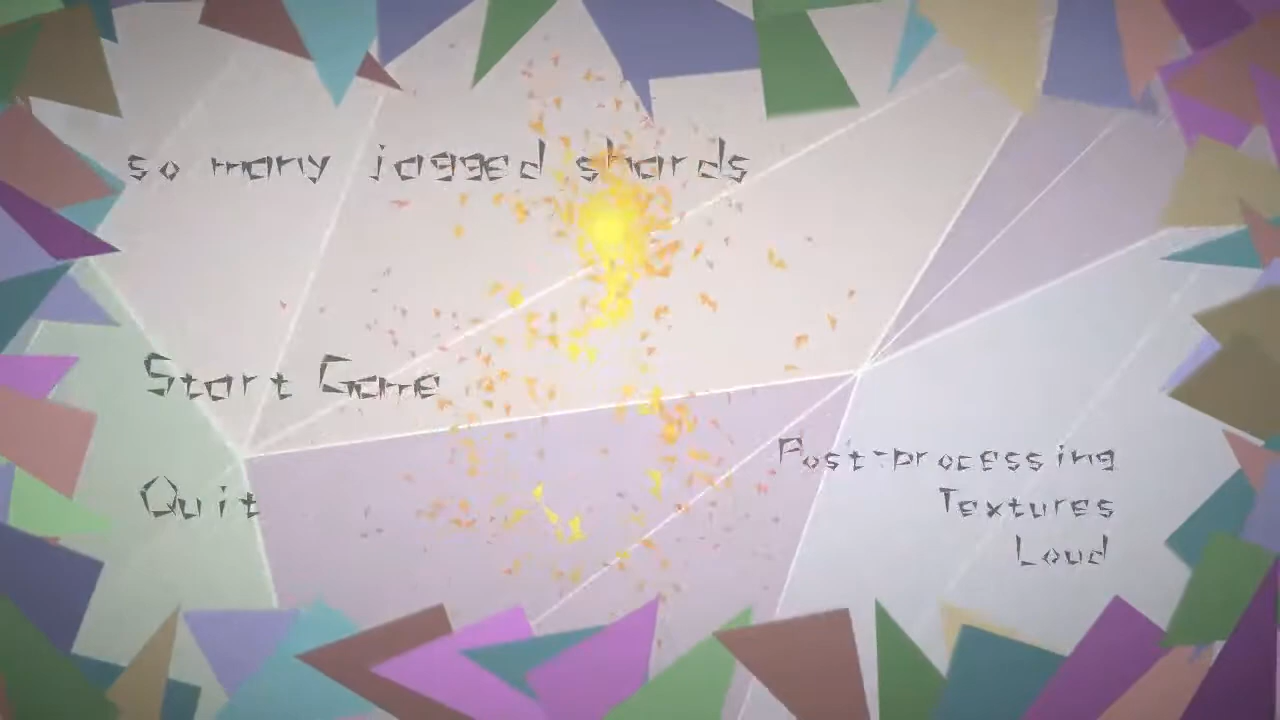 so many jagged shards
Start Game
Quit
Post-processing
Textures
Loud